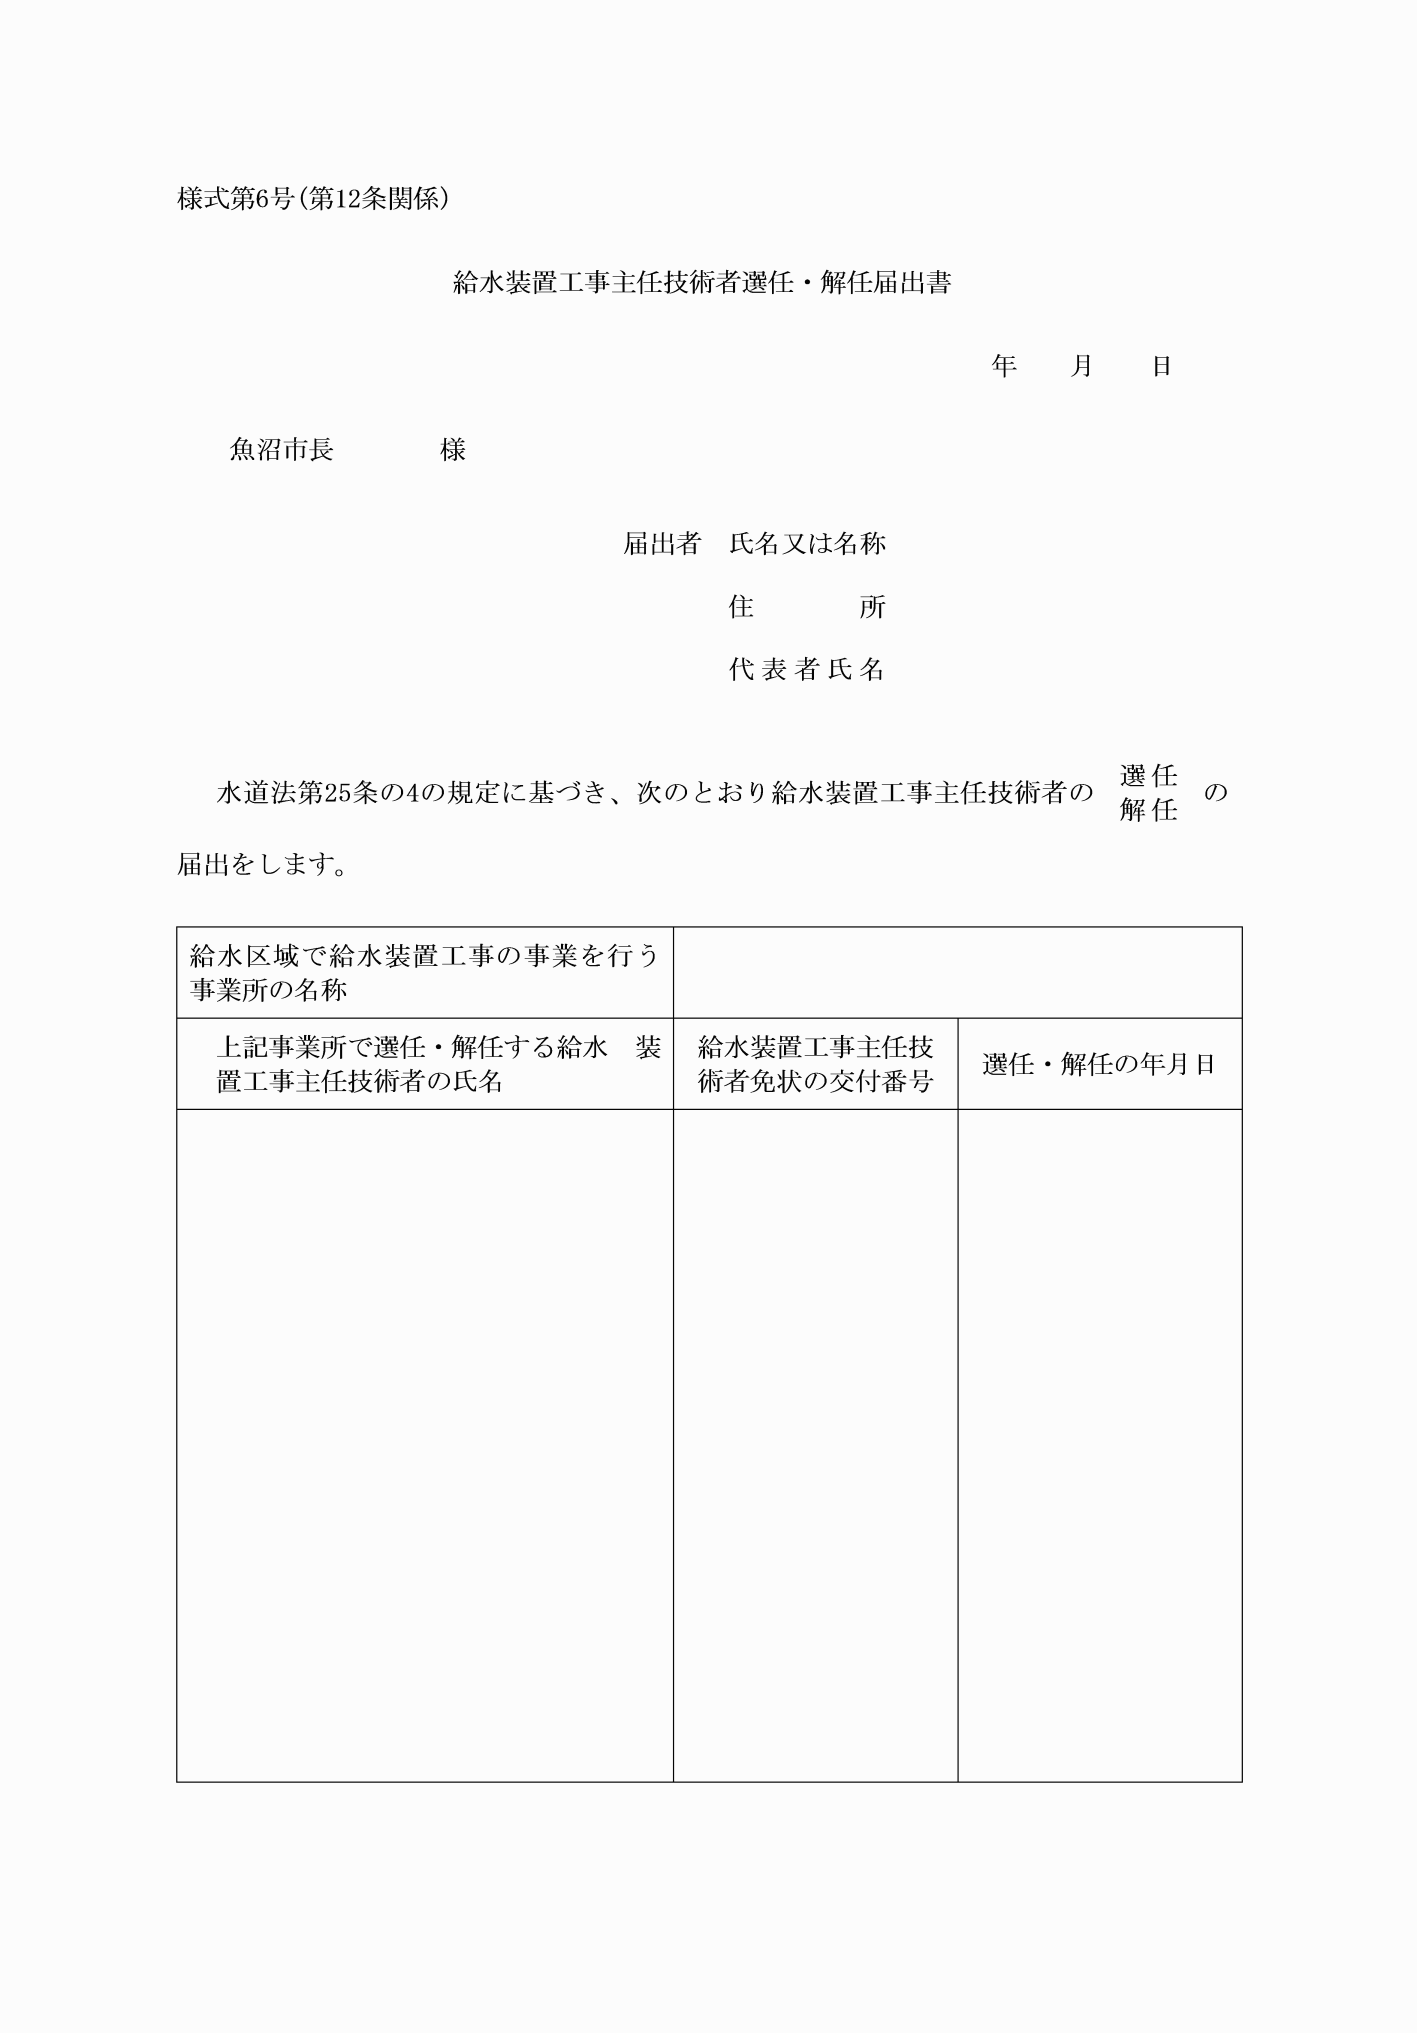 様式第6号(第12条関係)
給水装置工事主任技術者選任・解任届出書
年　　月　　日
魚沼市長　　　　様
届出者　氏名又は名称
住　　　　所
代表者氏名
水道法第25条の4の規定に基づき、次のとおり給水装置工事主任技術者の　選任　の
解任
届出をします。
給水区域で給水装置工事の事業を行う
事業所の名称
上記事業所で選任・解任する給水　装
置工事主任技術者の氏名
給水装置工事主任技
術者免状の交付番号
選任・解任の年月日